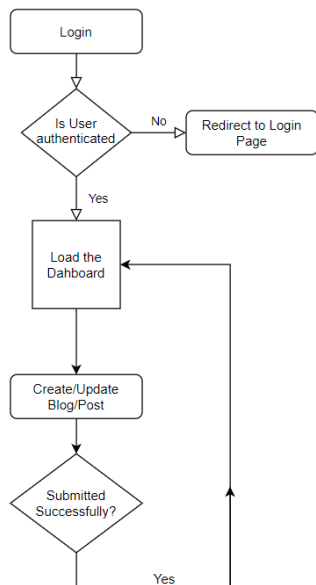 Login
Is User
authenticated
No
Redirect to Login
Page
Yes
Load the
Dahboard
Create/Update
Blog/Post
Submitted
Successfully?
Yes